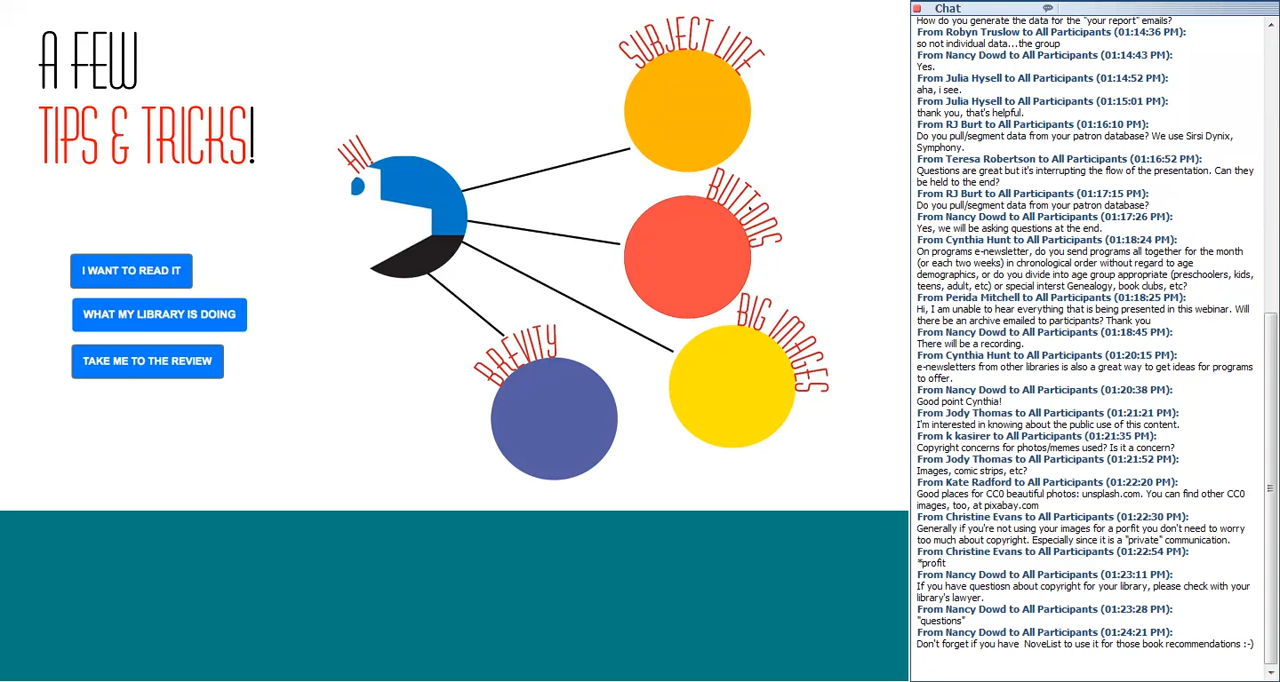 A FEW
TIPS & TRICKS!
HI!
SUBJECT LINE
BUTTONS
BIG IMAGES
BREVITY
I WANT TO READ IT
WHAT MY LIBRARY IS DOING
TAKE ME TO THE REVIEW
Chat
How do you generate the data for the "your report" emails?
From Robyn Truslow to All Participants (01:14:36 PM):
so not individual data...the group
From Nancy Dowd to All Participants (01:14:43 PM):
Yes.
From Julia Hysell to All Participants (01:14:52 PM):
aha, i see.
From Julia Hysell to All Participants (01:15:01 PM):
thank you, that's helpful.
From RJ Burt to All Participants (01:16:10 PM):
Do you pull/segment data from your patron database? We use Sirsi Dynix,
Symphony.
From Teresa Robertson to All Participants (01:16:52 PM):
Questions are great but it's interrupting the flow of the presentation. Can they
be held to the end?
From RJ Burt to All Participants (01:17:15 PM):
Do you pull/segment data from your patron database?
From Nancy Dowd to All Participants (01:17:26 PM):
Yes, we will be asking questions at the end.
From Cynthia Hunt to All Participants (01:18:24 PM):
On programs e-newsletter, do you send programs all together for the month
(or each two weeks) in chronological order without regard to age
demographics, or do you divide into age group appropriate (preschoolers, kids,
teens, adult, etc) or special interst Genealogy, book clubs, etc?
From Perida Mitchell to All Participants (01:18:25 PM):
Hi, I am unable to hear everything that is being presented in this webinar. Will
there be an archive emailed to participants? Thank you
From Nancy Dowd to All Participants (01:18:45 PM):
There will be a recording.
From Cynthia Hunt to All Participants (01:20:15 PM):
e-newsletters from other libraries is also a great way to get ideas for programs
to offer.
From Nancy Dowd to All Participants (01:20:38 PM):
Good point Cynthia!
From Jody Thomas to All Participants (01:21:21 PM):
I'm interested in knowing about the public use of this content.
From k kasirer to All Participants (01:21:35 PM):
Copyright concerns for photos/memes used? Is it a concern?
From Jody Thomas to All Participants (01:21:52 PM):
Images, comic strips, etc?
From Kate Radford to All Participants (01:22:20 PM):
Good places for CC0 beautiful photos: unsplash.com. You can find other CC0
images, too, at pixabay.com
From Christine Evans to All Participants (01:22:30 PM):
Generally if you're not using your images for a porfit you don't need to worry
too much about copyright. Especially since it is a "private" communication.
From Christine Evans to All Participants (01:22:54 PM):
*profit
From Nancy Dowd to All Participants (01:23:11 PM):
If you have questiosn about copyright for your library, please check with your
library's lawyer.
From Nancy Dowd to All Participants (01:23:28 PM):
"questions"
From Nancy Dowd to All Participants (01:24:21 PM):
Don't forget if you have  NoveList to use it for those book recommendations :-)